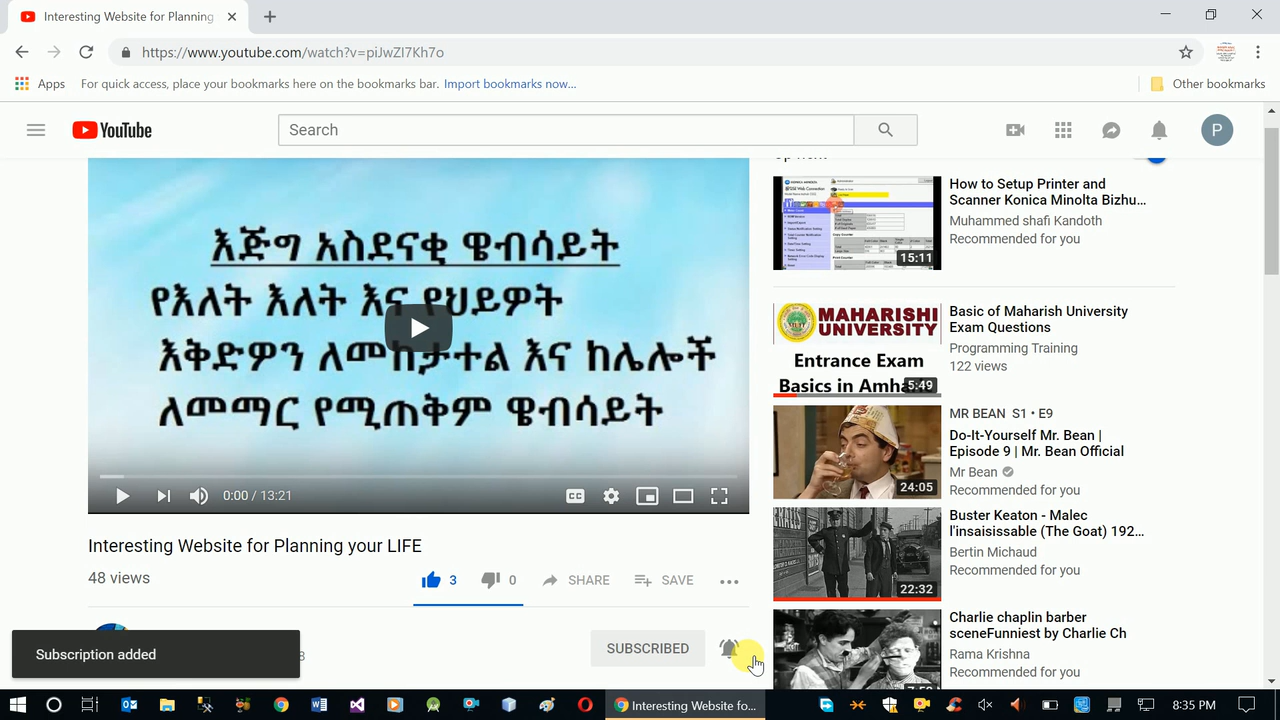 Interesting Website for Planning
https://www.youtube.com/watch?v=piJwZI7Kh7o
Apps For quick access, place your bookmarks here on the bookmarks bar. Import bookmarks now... Other bookmarks
YouTube
Search
P
እጅግ አስደናቂ ዌብሳይት
የእለት እለት እና የህይዎት
እቅድዎን ለመከታተል እና ከሌሎች
ለመማር የሚጠቅም ዌብሳይት
0:00 / 13:21
CC
Interesting Website for Planning your LIFE
48 views
3 0 SHARE SAVE
SUBSCRIBED
Subscription added
Up next
15:11
How to Setup Printer and
Scanner Konica Minolta Bizhu...
Muhammed shafi Kandoth
Recommended for you
MAHARISHI
UNIVERSITY
Entrance Exam
Basics in Amha
5:49
Basic of Maharish University
Exam Questions
Programming Training
122 views
24:05
MR BEAN S1 • E9
Do-It-Yourself Mr. Bean |
Episode 9 | Mr. Bean Official
Mr Bean
Recommended for you
22:32
Buster Keaton - Malec
l'insaisissable (The Goat) 192...
Bertin Michaud
Recommended for you
Charlie chaplin barber
sceneFunniest by Charlie Ch
Rama Krishna
Recommended for you
Interesting Website fo...
8:35 PM